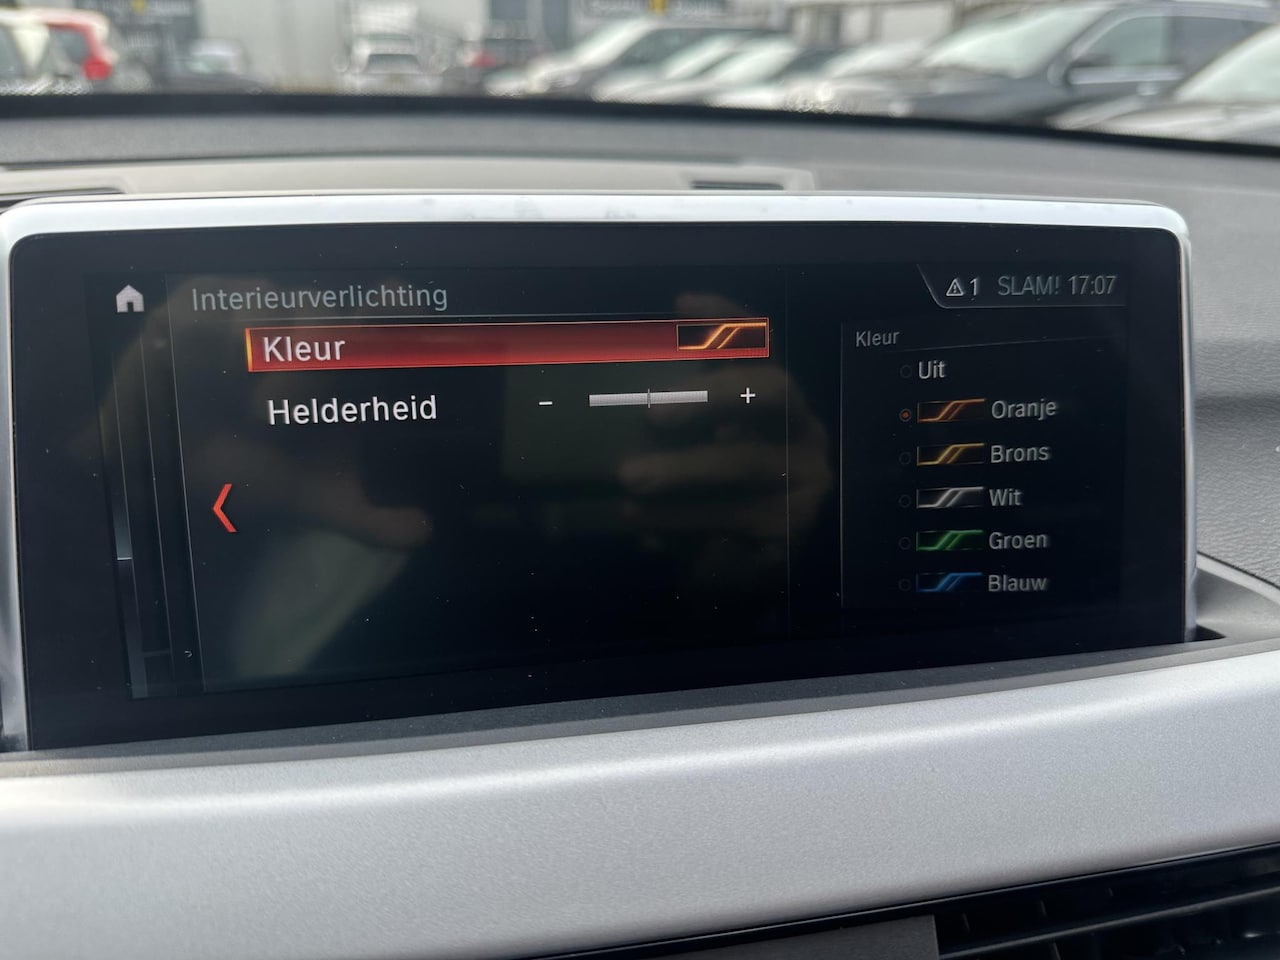 Interieurverlichting
1 SLAM! 17:07
Kleur
Helderheid - +
Kleur
Uit
Oranje
Brons
Wit
Groen
Blauw